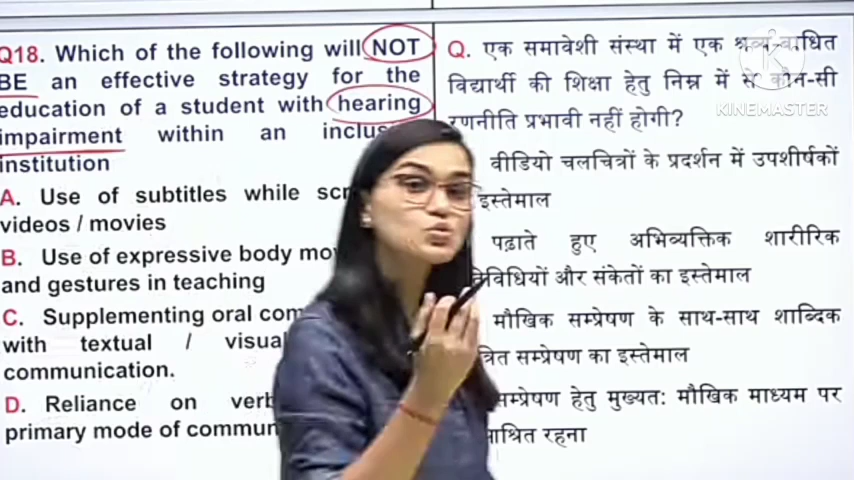 Q18. Which of the following will NOT
BE an effective strategy for the
education of a student with hearing
impairment within an
institution
A. Use of subtitles while
videos / movies
B. Use of expressive body
and gestures in teaching
C. Supplementing oral
with textual /
communication.
D. Reliance on
primary mode of
Q. एक समावेशी संस्था में एक
विद्यार्थी की शिक्षा हेतु निम्न में से कौन-सी
रणनीति प्रभावी नहीं होगी?
वीडियो चलचित्रों के प्रदर्शन में उपशीर्षकों
इस्तेमाल
पढ़ाते हुए अभिव्यक्तिक शारीरिक
और संकेतों का इस्तेमाल
मौखिक सम्प्रेषण के साथ-साथ शाब्दिक
सम्प्रेषण का इस्तेमाल
सम्प्रेषण हेतु मुख्यत: मौखिक माध्यम पर
रहना
KINEMASTER